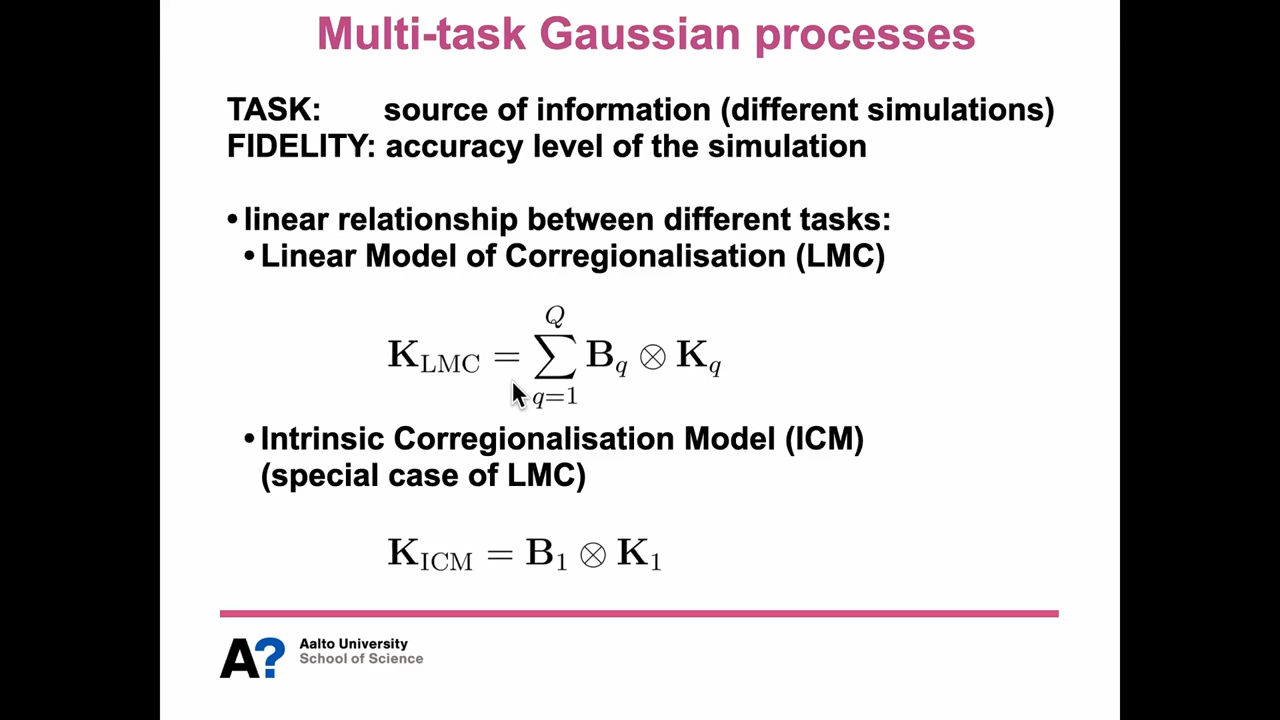 Multi-task Gaussian processes
TASK: source of information (different simulations)
FIDELITY: accuracy level of the simulation
•linear relationship between different tasks:
•Linear Model of Corregionalisation (LMC)
K_LMC = ∑_{q=1}^{Q} B_q ⊗ K_q
•Intrinsic Corregionalisation Model (ICM)
(special case of LMC)
K_ICM = B_1 ⊗ K_1
A?
Aalto University
School of Science